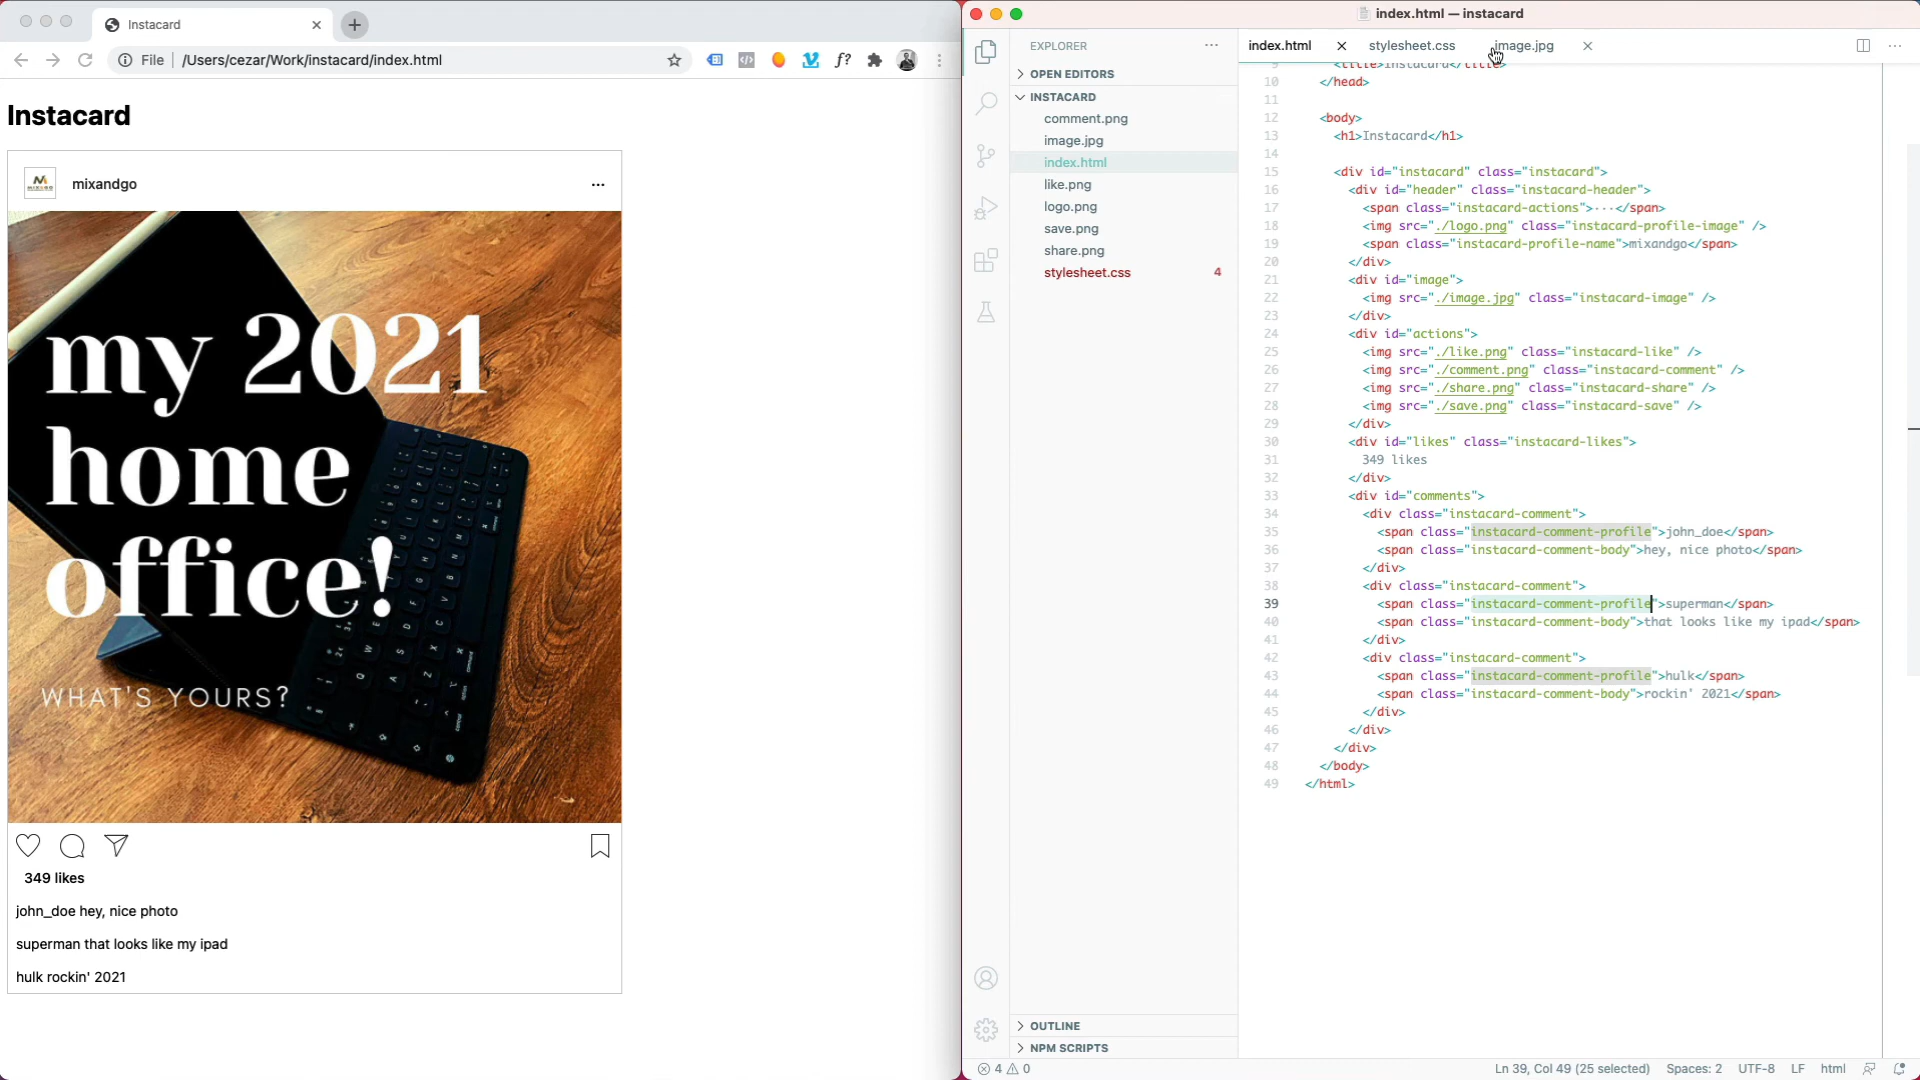 Instacard
File
/Users/cezar/Work/instacard/index.html
f?
Instacard
mixandgo
...
my 2021
home
office!
WHAT'S YOURS?
349 likes
john_doe hey, nice photo
superman that looks like my ipad
hulk rockin' 2021
index.html — instacard
EXPLORER
OPEN EDITORS
INSTACARD
comment.png
image.jpg
index.html
like.png
logo.png
save.png
share.png
stylesheet.css 4
OUTLINE
NPM SCRIPTS
index.html
stylesheet.css
image.jpg
9 <title>Instacard</title>
10 </head>
11
12 <body>
13 <h1>Instacard</h1>
14
15 <div id="instacard" class="instacard">
16 <div id="header" class="instacard-header">
17 <span class="instacard-actions">···</span>
18 <img src="./logo.png" class="instacard-profile-image" />
19 <span class="instacard-profile-name">mixandgo</span>
20 </div>
21 <div id="image">
22 <img src="./image.jpg" class="instacard-image" />
23 </div>
24 <div id="actions">
25 <img src="./like.png" class="instacard-like" />
26 <img src="./comment.png" class="instacard-comment" />
27 <img src="./share.png" class="instacard-share" />
28 <img src="./save.png" class="instacard-save" />
29 </div>
30 <div id="likes" class="instacard-likes">
31 349 likes
32 </div>
33 <div id="comments">
34 <div class="instacard-comment">
35 <span class="instacard-comment-profile">john_doe</span>
36 <span class="instacard-comment-body">hey, nice photo</span>
37 </div>
38 <div class="instacard-comment">
39 <span class="instacard-comment-profile">superman</span>
40 <span class="instacard-comment-body">that looks like my ipad</span>
41 </div>
42 <div class="instacard-comment">
43 <span class="instacard-comment-profile">hulk</span>
44 <span class="instacard-comment-body">rockin' 2021</span>
45 </div>
46 </div>
47 </div>
48 </body>
49 </html>
4 0
Ln 39, Col 49 (25 selected) Spaces: 2 UTF-8 LF html